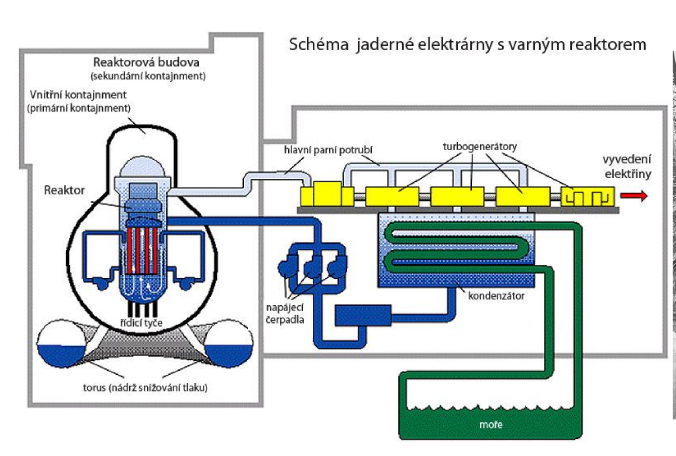 Schéma jaderné elektrárny s varným reaktorem
Reaktorová budova
(sekundární kontajnment)
Vnitřní kontajnment
(primární kontajnment)
hlavní parní potrubí
turbogenerátory
vyvedení
elektřiny
Reaktor
napájecí
čerpadla
kondenzátor
řídicí tyče
torus (nádrž snižování tlaku)
moře